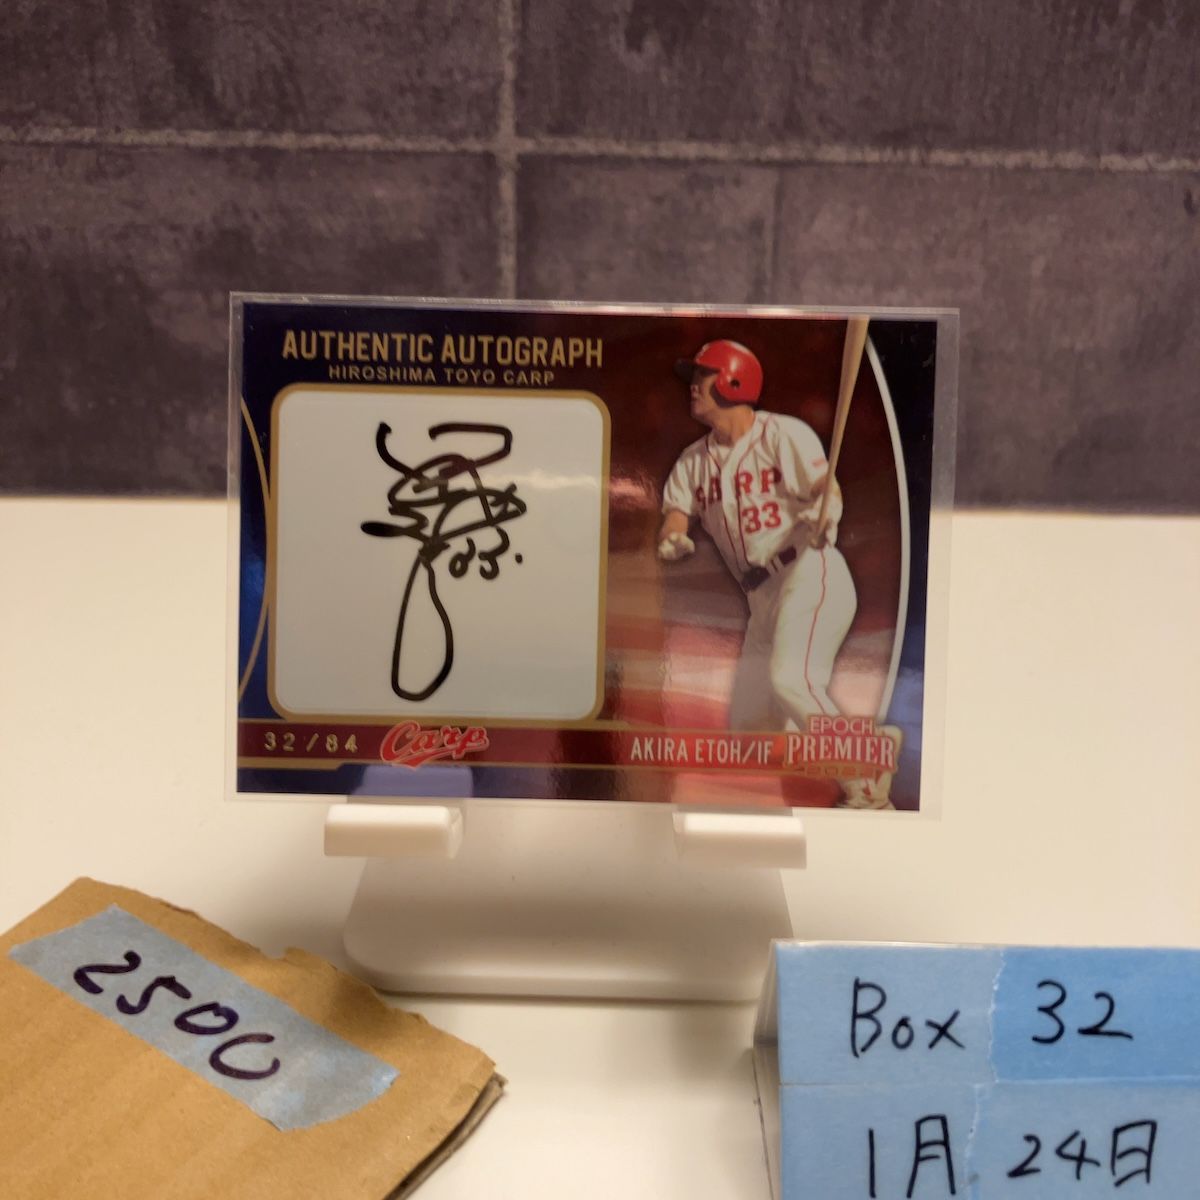 AUTHENTIC AUTOGRAPH
HIROSHIMA TOYO CARP
33.
CARP
33
32/84
Carp
AKIRA ETOH/IF
EPOCH
PREMIER
2500
Box 32
1月 24日